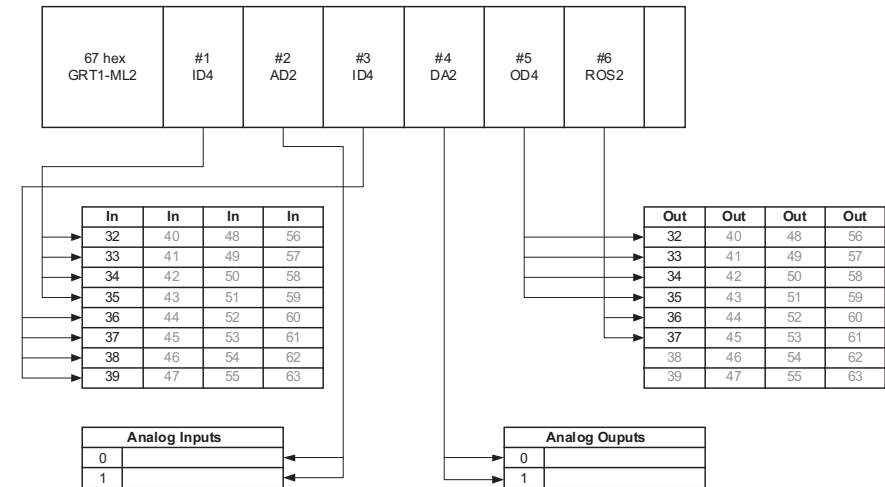 67 hex #1 #2 #3 #4 #5 #6
GRT1-ML2 ID4 AD2 ID4 DA2 OD4 ROS2
In In In In
32 40 48 56
33 41 49 57
34 42 50 58
35 43 51 59
36 44 52 60
37 45 53 61
38 46 54 62
39 47 55 63
Out Out Out Out
32 40 48 56
33 41 49 57
34 42 50 58
35 43 51 59
36 44 52 60
37 45 53 61
38 46 54 62
39 47 55 63
Analog Inputs
0
1
Analog Ouputs
0
1